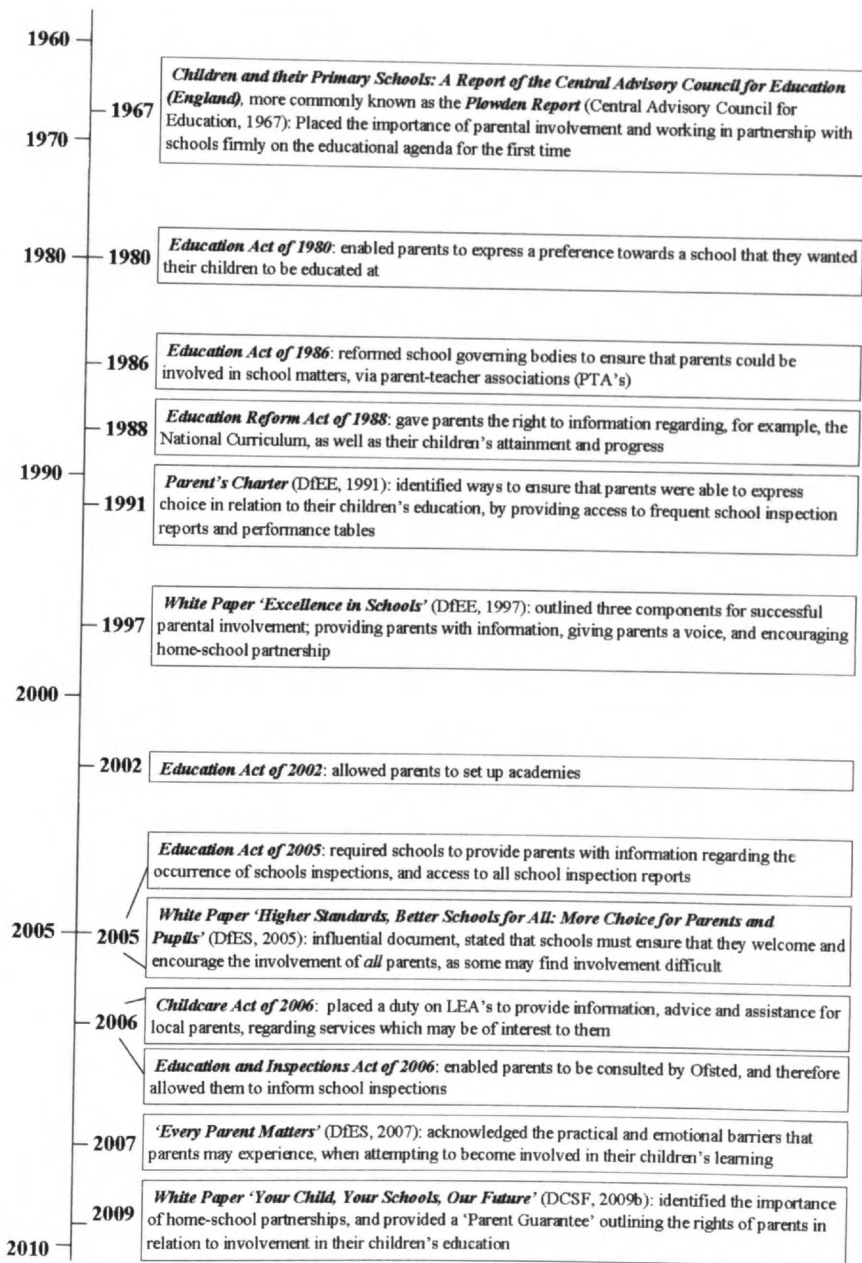 1960
Children and their Primary Schools: A Report of the Central Advisory Council for Education
(England), more commonly known as the Plowden Report (Central Advisory Council for
1967
Education, 1967): Placed the importance of parental involvement and working in partnership with
schools firmly on the educational agenda for the first time
1970
Education Act of 1980: enabled parents to express a preference towards a school that they wanted
their children to be educated at
1980
1980
Education Act of 1986: reformed school governing bodies to ensure that parents could be
involved in school matters, via parent-teacher associations (PTA's)
1986
Education Reform Act of 1988: gave parents the right to information regarding, for example, the
National Curriculum, as well as their children's attainment and progress
1988
1990
Parent's Charter (DfEE, 1991): identified ways to ensure that parents were able to express
choice in relation to their children's education, by providing access to frequent school inspection
reports and performance tables
1991
White Paper 'Excellence in Schools' (DfEE, 1997): outlined three components for successful
parental involvement; providing parents with information, giving parents a voice, and encouraging
home-school partnership
1997
2000
2002
Education Act of 2002: allowed parents to set up academies
Education Act of 2005: required schools to provide parents with information regarding the
occurrence of schools inspections, and access to all school inspection reports
2005
2005
White Paper 'Higher Standards, Better Schools for All: More Choice for Parents and
Pupils' (DfES, 2005): influential document, stated that schools must ensure that they welcome and
encourage the involvement of all parents, as some may find involvement difficult
2006
Childcare Act of 2006: placed a duty on LEA's to provide information, advice and assistance for
local parents, regarding services which may be of interest to them
Education and Inspections Act of 2006: enabled parents to be consulted by Ofsted, and therefore
allowed them to inform school inspections
2007
'Every Parent Matters' (DfES, 2007): acknowledged the practical and emotional barriers that
parents may experience, when attempting to become involved in their children's learning
2009
White Paper 'Your Child, Your Schools, Our Future' (DCSF, 2009b): identified the importance
of home-school partnerships, and provided a 'Parent Guarantee' outlining the rights of parents in
relation to involvement in their children's education
2010